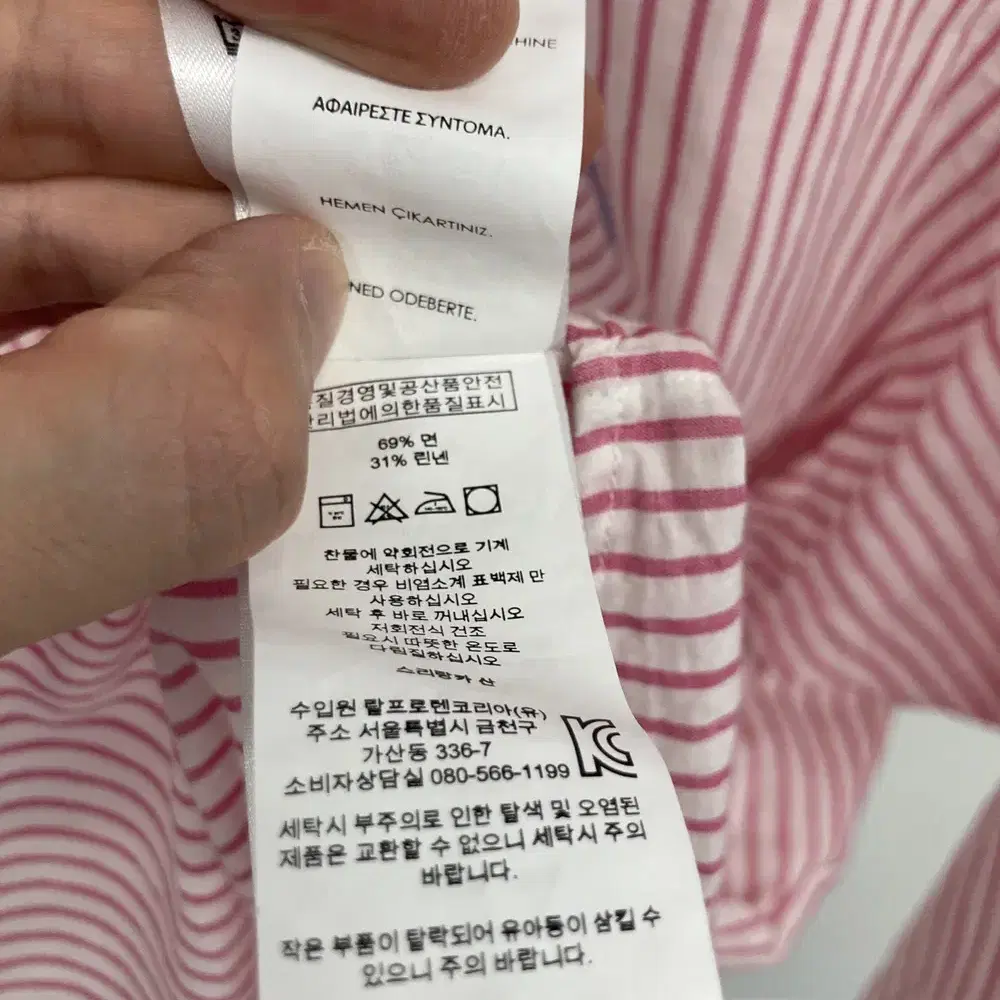 HINE
ΑΦΑΙΡΕΣΤΕ ΣΥΝΤΟΜΑ.
HEMEN ÇIKARTINIZ.
NED ODEBERTE.
질경영및공산품안전
리법에의한품질표시
69% 면
31% 린넨
찬물에 약회전으로 기계
세탁하십시오
필요한 경우 비염소계 표백제 만
사용하십시오
세탁 후 바로 꺼내십시오
저회전식 건조
필요시 따뜻한 온도로
다림질하십시오
스리랑카 산
수입원 랄프로렌코리아(유)
주소 서울특별시 금천구
가산동 336-7
소비자상담실 080-566-1199
세탁시 부주의로 인한 탈색 및 오염된
제품은 교환할 수 없으니 세탁시 주의
바랍니다.
작은 부품이 탈락되어 유아등이 삼킬 수
있으니 주의 바랍니다.